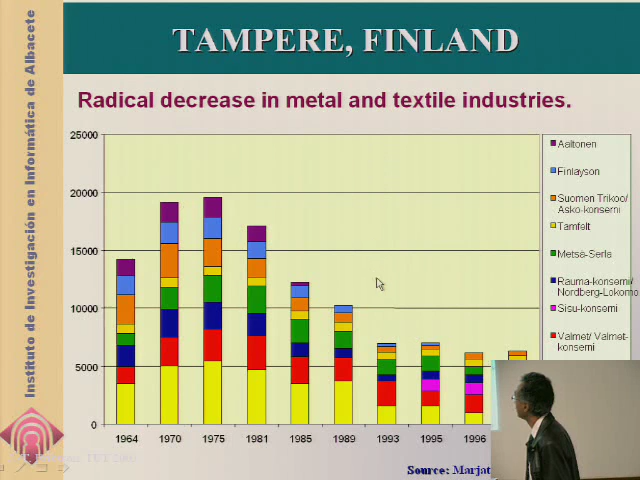 TAMPERE, FINLAND
Instituto de Investigación en Informática de Albacete
Radical decrease in metal and textile industries.
25000
20000
15000
10000
5000
0
1964
1970
1975
1981
1985
1989
1993
1995
1996
Aaltonen
Finlayson
Suomen Trikoo/
Asko-konserni
Tamfelt
Metsä-Serla
Rauma-konserni/
Nordberg-Lokomo
Sisu-konserni
Valmet/ Valmet-
konserni
Source: Marjat